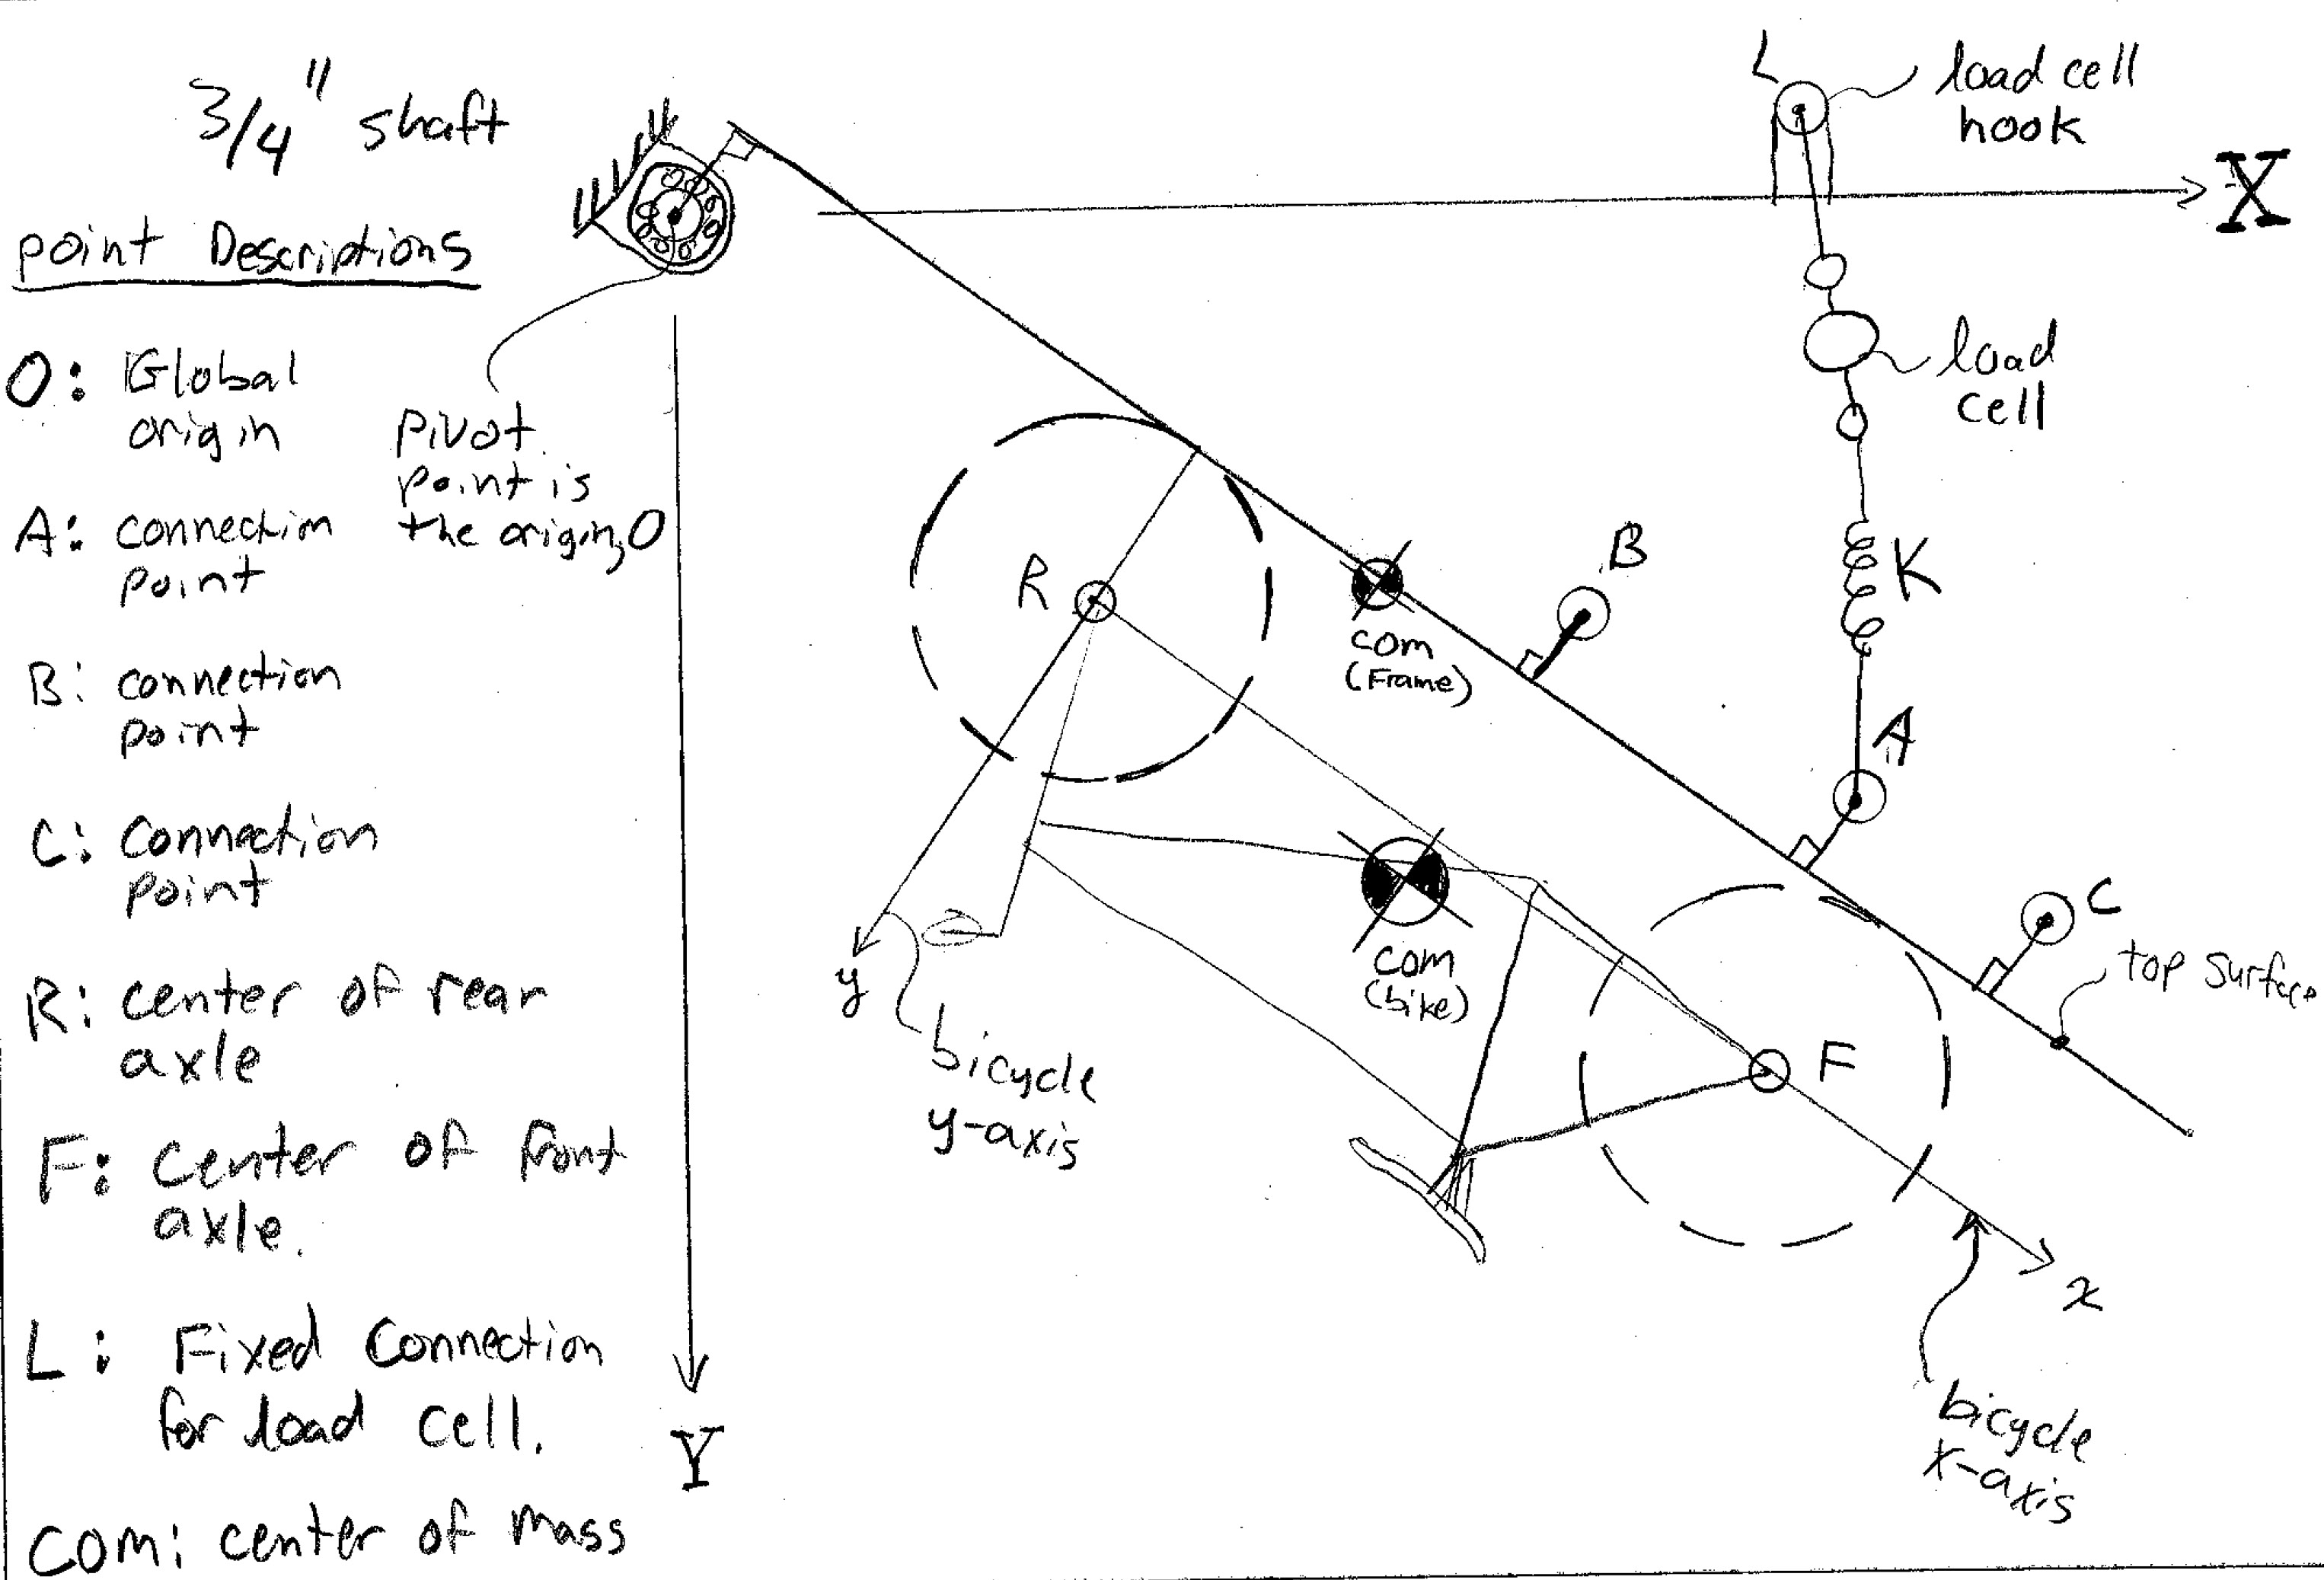 3/4" shaft
point Descriptions
O: Global
origin
A: connection
point
B: connection
point
C: connection
point
R: center of rear
axle
F: center of front
axle.
L: Fixed connection
for load cell.
COM: center of mass
Pivot
point is
the origin, O
L
load cell
hook
X
load
cell
K
A
B
C
top surface
R
com
(Frame)
com
(bike)
F
y
bicycle
y-axis
x
bicycle
x-axis
Y